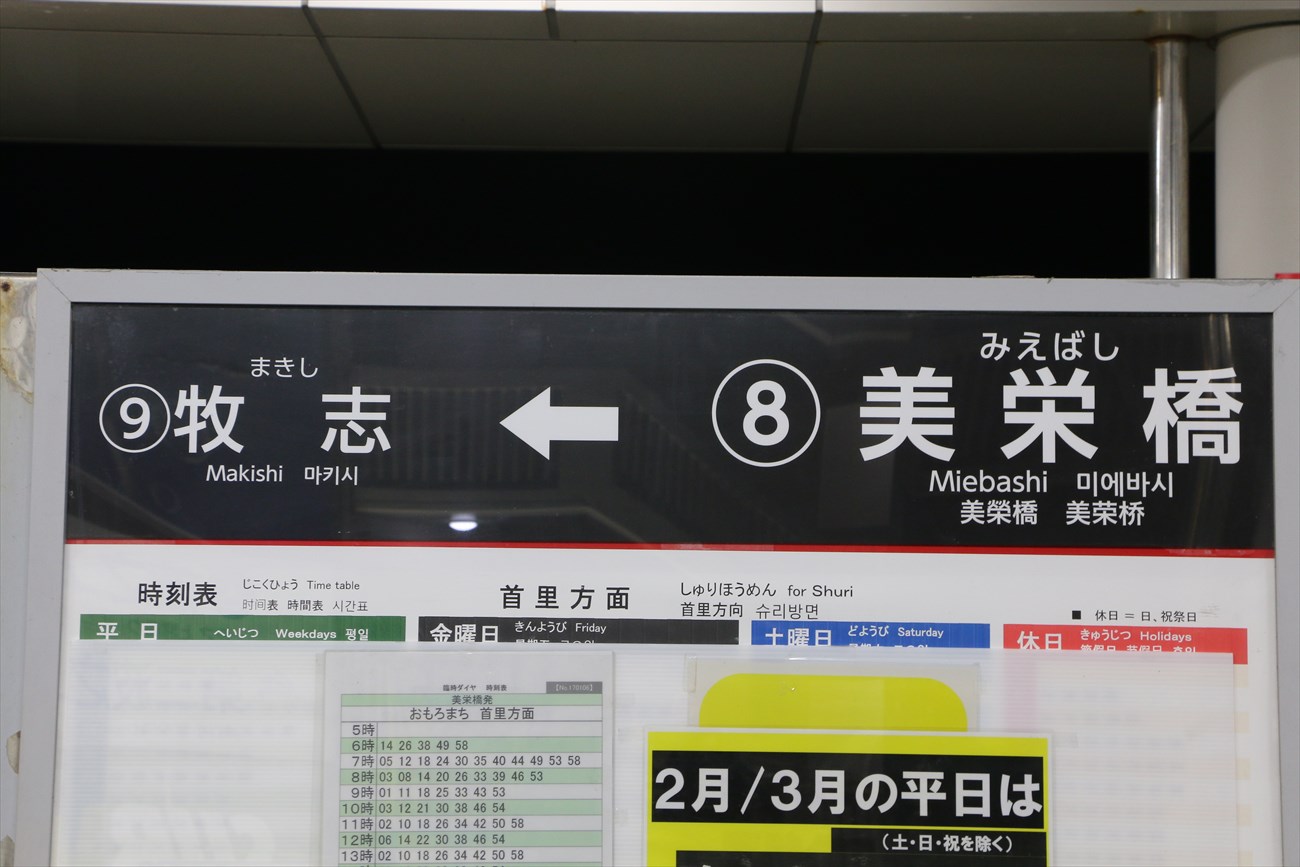 まきし
⑨牧志
Makishi 마키시
←
みえばし
⑧ 美栄橋
Miebashi 미에바시
美榮橋 美荣桥
時刻表 じこくひょう Time table
时间表 時間表 시간표
首里方面 しゅりほうめん for Shuri
首里方向 슈리방면
■ 休日 = 日、祝祭日
平日 へいじつ Weekdays 평일
金曜日 きんようび Friday
土曜日 どようび Saturday
休日 きゅうじつ Holidays
臨時ダイヤ 時刻表
美栄橋発
おもろまち 首里方面
5時
6時 14 26 38 49 58
7時 05 12 18 24 30 35 40 44 49 53 58
8時 03 08 14 20 26 33 39 46 53
9時 01 11 18 25 33 43 53
10時 03 12 21 30 38 46 54
11時 02 10 18 26 34 42 50 58
12時 06 14 22 30 38 46 54
13時 02 10 18 26 34 42 50 58
2月/3月の平日は
(土・日・祝を除く)